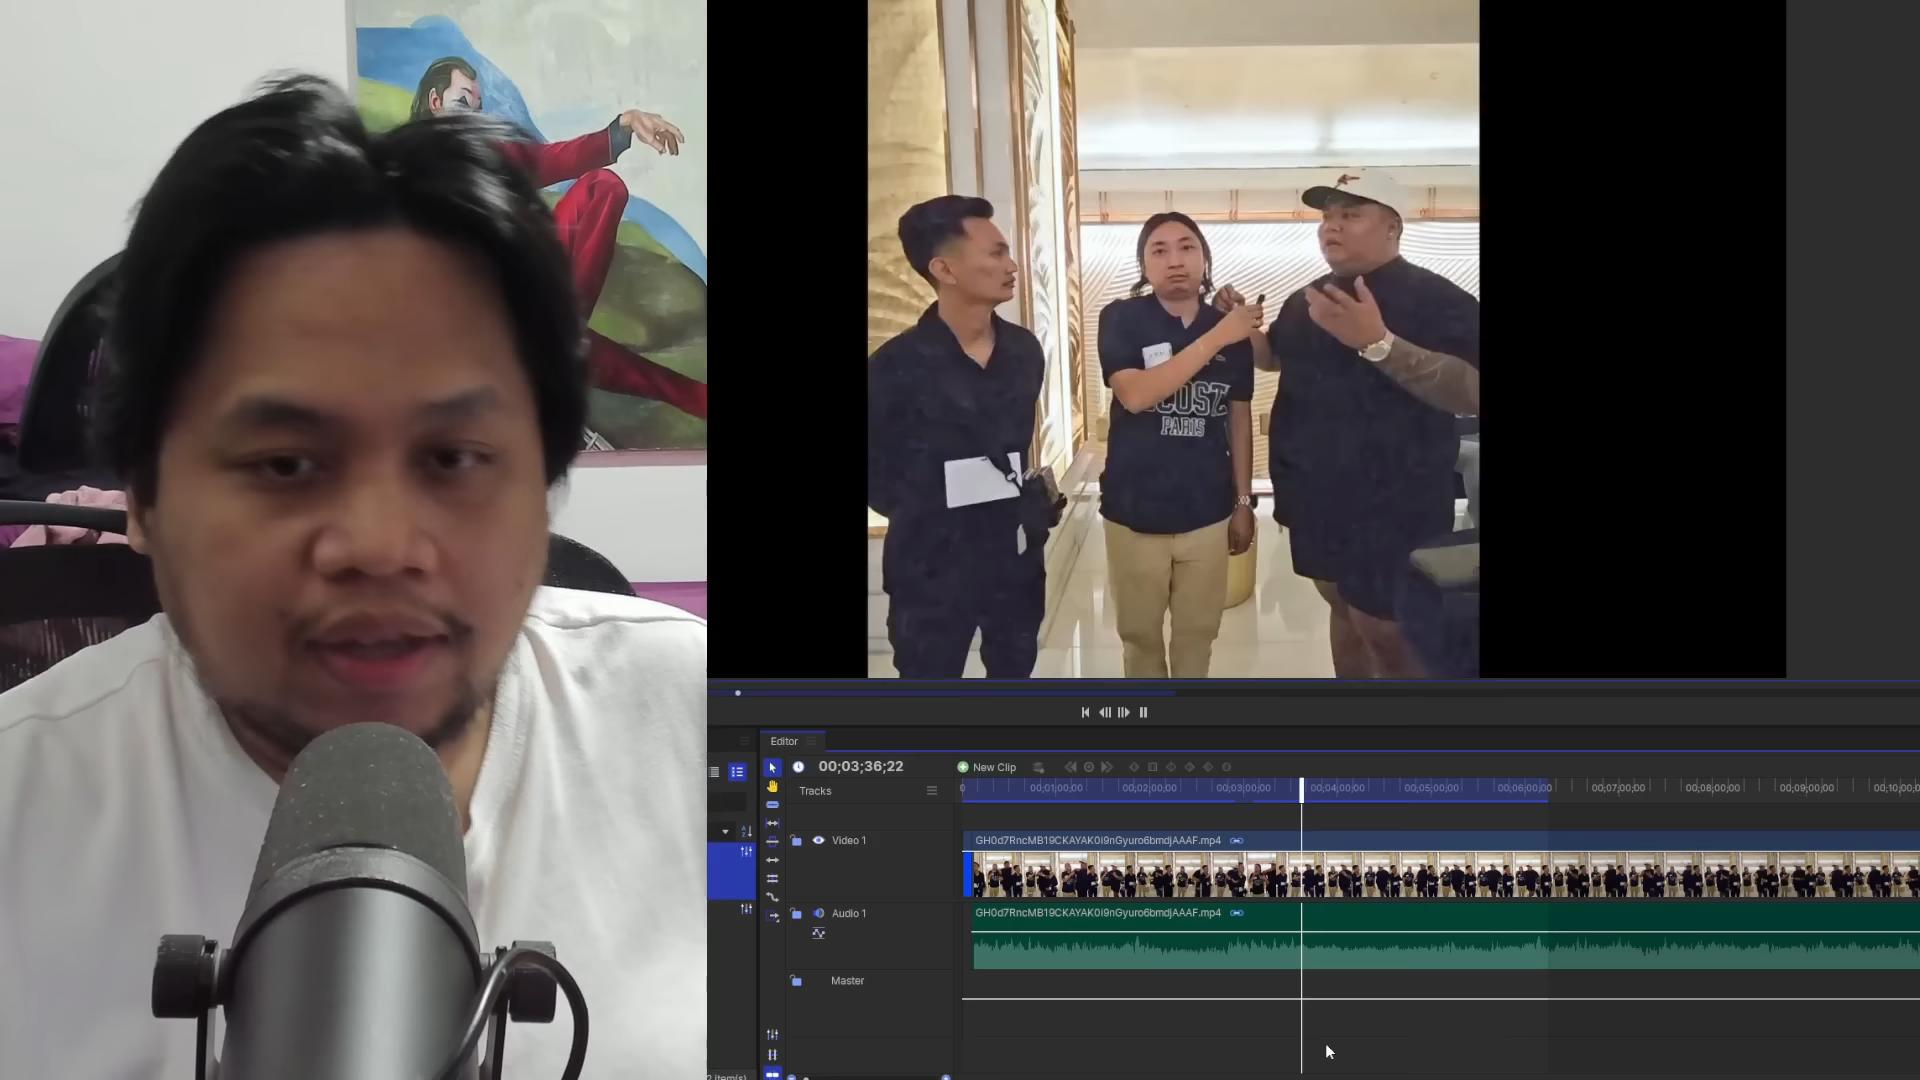 PARIS
Editor
00;03;36;22
New Clip
Tracks
0
00;01;00;00
00;02;00;00
00;03;00;00
00;04;00;00
00;05;00;00
00;06;00;00
00;07;00;00
00;08;00;00
00;09;00;00
00;10;00;
Video 1
GH0d7RncMB19CKAYAK0i9nGyuro6bmdjAAAF.mp4
Audio 1
GH0d7RncMB19CKAYAK0i9nGyuro6bmdjAAAF.mp4
Master